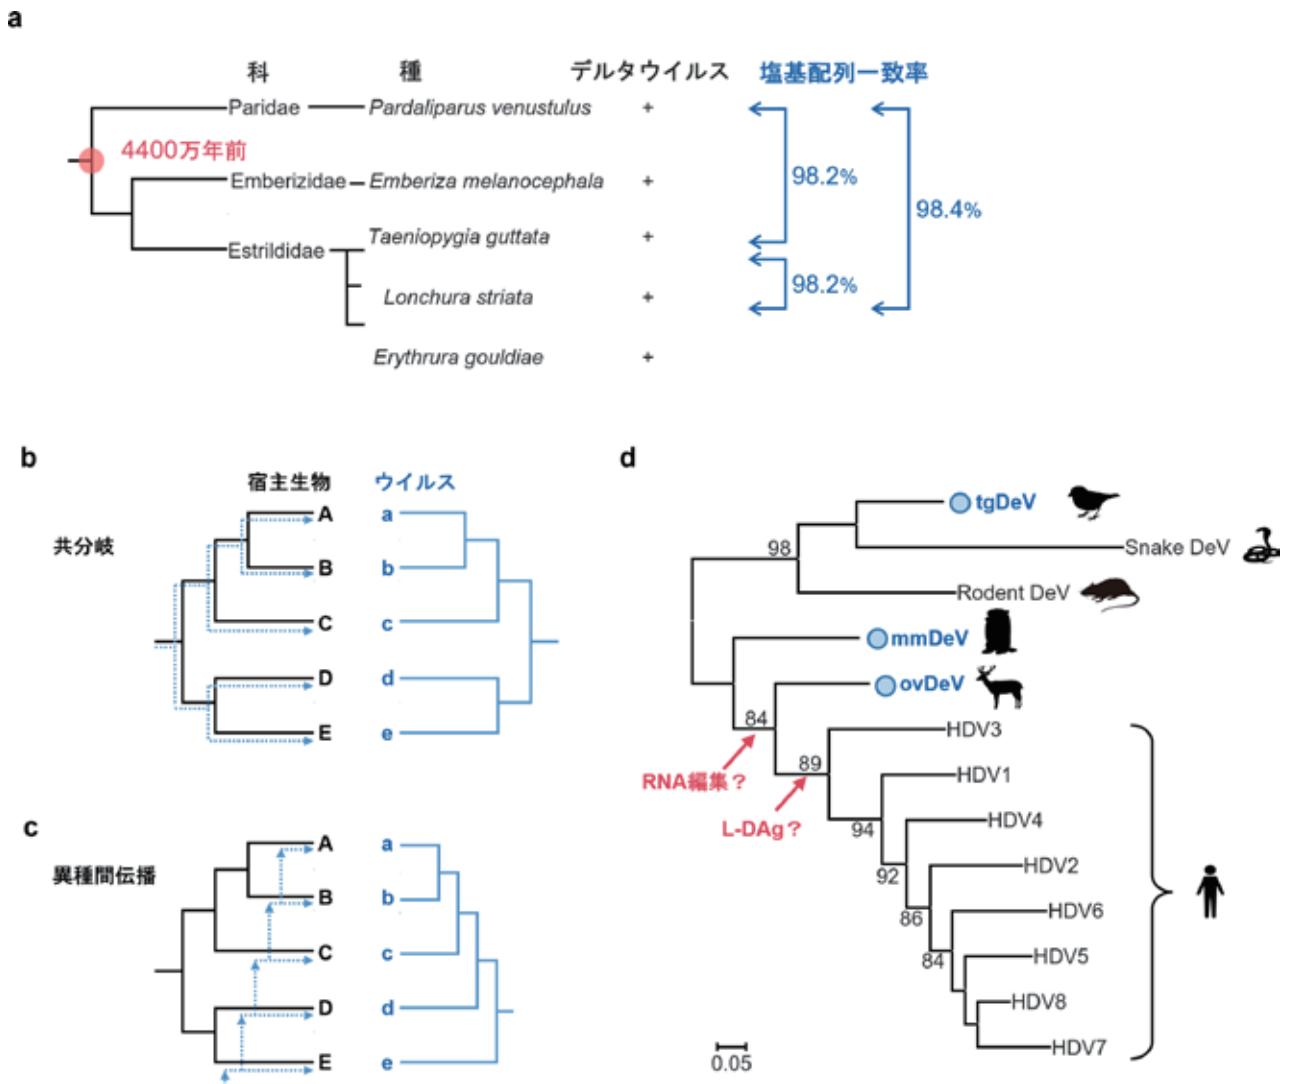 a
科 種 デルタウイルス 塩基配列一致率
Paridae Pardaliparus venustulus +
4400万年前
98.2%
Emberizidae Emberiza melanocephala +
98.4%
Taeniopygia guttata +
Estrildidae
98.2%
Lonchura striata +
Erythrura gouldiae +
b
宿主生物 ウイルス
共分岐
A a
B b
C c
D d
E e
c
異種間伝播
A a
B b
C c
D d
E e
d
tgDeV
98
Snake DeV
Rodent DeV
mmDeV
ovDeV
84
RNA編集？
HDV3
89
L-DAg？
HDV1
94
HDV4
92
HDV2
86
HDV6
84
HDV5
HDV8
HDV7
0.05